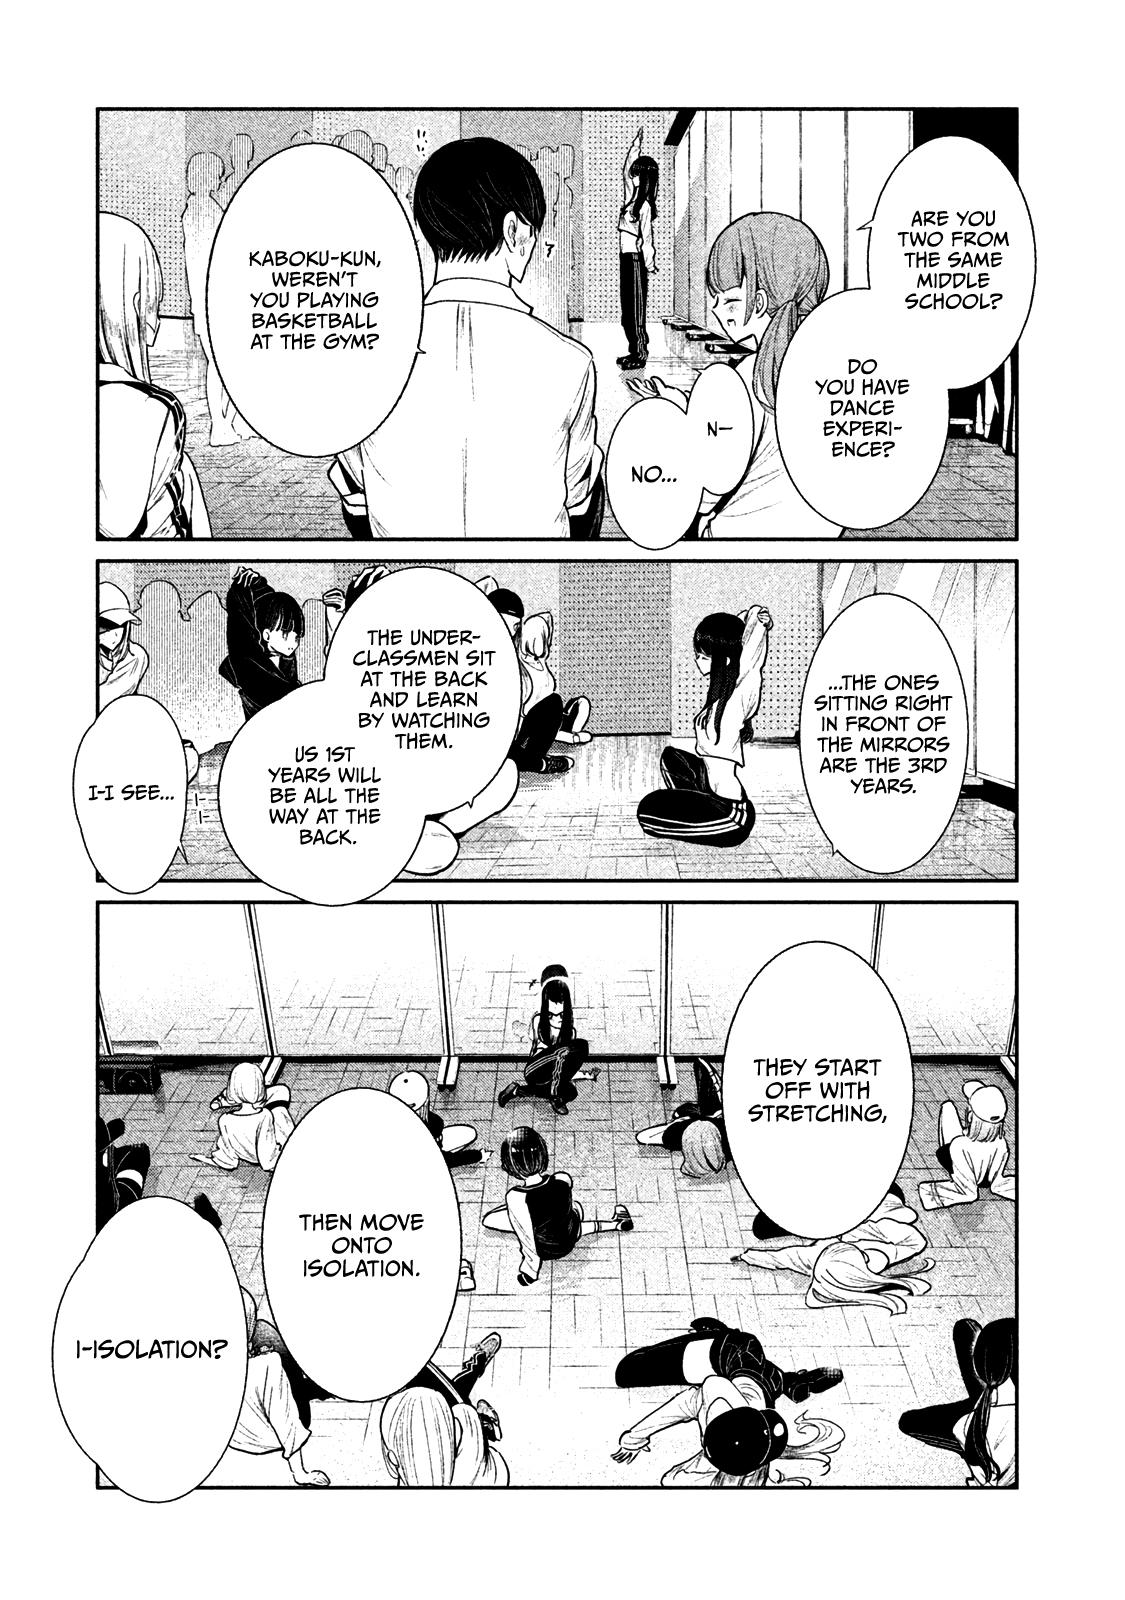 ARE YOU
TWO FROM
THE SAME
MIDDLE
SCHOOL?
DO
YOU HAVE
DANCE
EXPERI-
ENCE?
N-
NO...
KABOKU-KUN,
WEREN'T
YOU PLAYING
BASKETBALL
AT THE GYM?
...THE ONES
SITTING RIGHT
IN FRONT OF
THE MIRRORS
ARE THE 3RD
YEARS.
THE UNDER-
CLASSMEN SIT
AT THE BACK
AND LEARN
BY WATCHING
THEM.
US 1ST
YEARS WILL
BE ALL THE
WAY AT THE
BACK.
I-I SEE...
THEY START
OFF WITH
STRETCHING,
THEN MOVE
ONTO
ISOLATION.
I-ISOLATION?